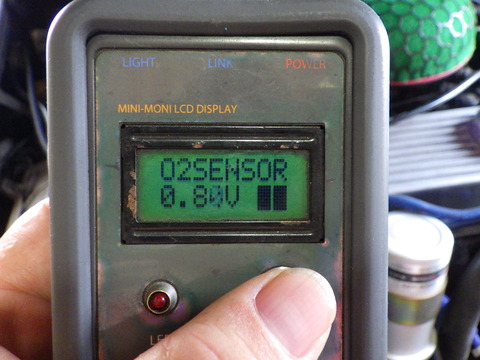 LIGHT LINK POWER
MINI-MONI LCD DISPLAY
O2SENSOR
0.80V